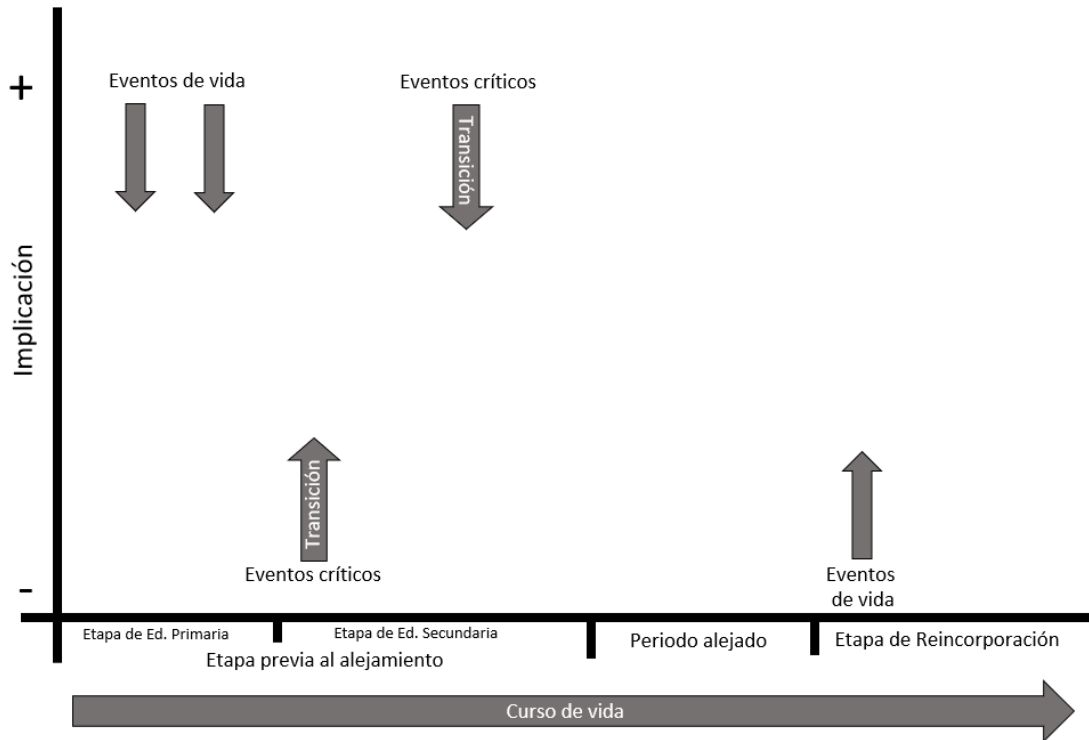 +
Eventos de vida
Eventos críticos
Transición
Implicación
Transición
Eventos críticos
Eventos
de vida
-
Etapa de Ed. Primaria
Etapa de Ed. Secundaria
Periodo alejado
Etapa de Reincorporación
Etapa previa al alejamiento
Curso de vida